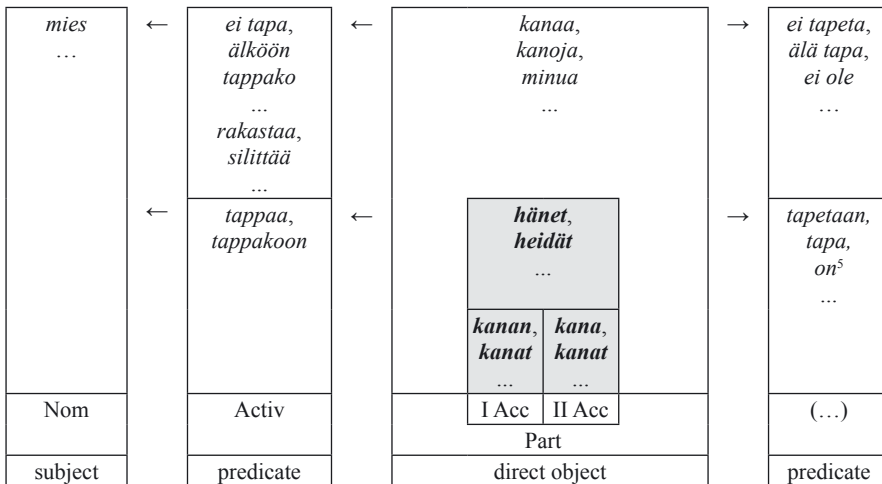 mies ← ei tapa, ← kanaa, → ei tapeta,
… älköön kanoja, älä tapa,
tappako minua ei ole
... ... …
rakastaa,
silittää
...
← tappaa, ← hänet, → tapetaan,
tappakoon heidät tapa,
... on5
...
kanan, kana,
kanat kanat
... ...
Nom Activ I Acc II Acc (…)
Part
subject predicate direct object predicate